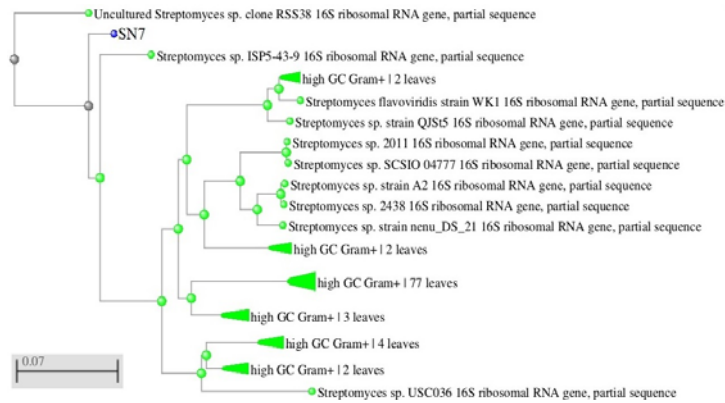 Uncultured Streptomyces sp. clone RSS38 16S ribosomal RNA gene, partial sequence
SN7
Streptomyces sp. ISP5-43-9 16S ribosomal RNA gene, partial sequence
high GC Gram+ | 2 leaves
Streptomyces flavoviridis strain WK1 16S ribosomal RNA gene, partial sequence
Streptomyces sp. strain QJSt5 16S ribosomal RNA gene, partial sequence
Streptomyces sp. 2011 16S ribosomal RNA gene, partial sequence
Streptomyces sp. SCSIO 04777 16S ribosomal RNA gene, partial sequence
Streptomyces sp. strain A2 16S ribosomal RNA gene, partial sequence
Streptomyces sp. 2438 16S ribosomal RNA gene, partial sequence
Streptomyces sp. strain nenu_DS_21 16S ribosomal RNA gene, partial sequence
high GC Gram+ | 2 leaves
high GC Gram+ | 77 leaves
high GC Gram+ | 3 leaves
high GC Gram+ | 4 leaves
0.07
high GC Gram+ | 2 leaves
Streptomyces sp. USC036 16S ribosomal RNA gene, partial sequence